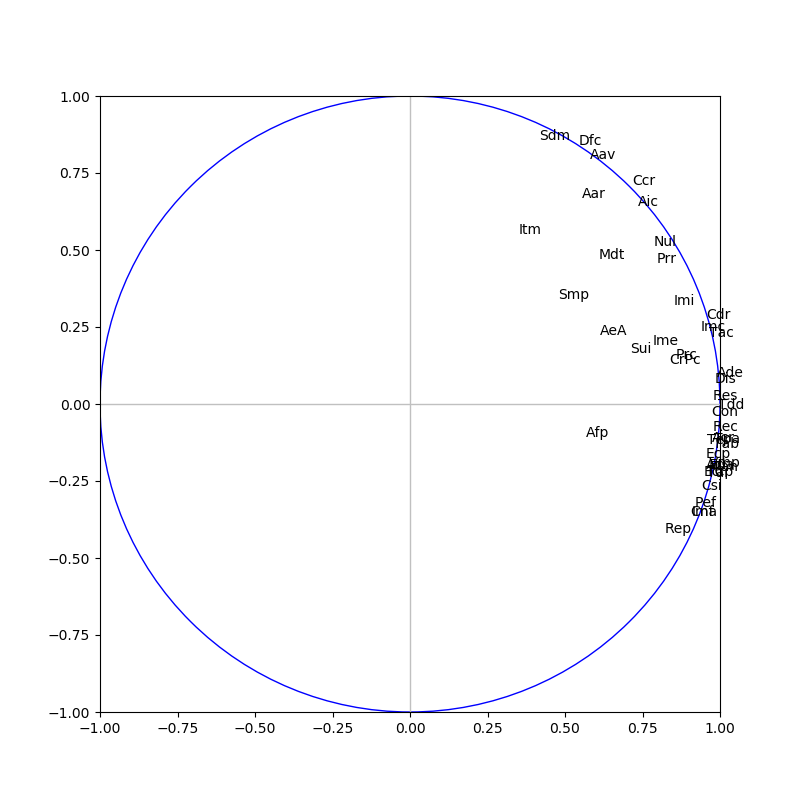 1.00
Sdm
Dfc
Aav
0.75
Ccr
Aar
Aic
Itm
Nul
0.50
Mdt
Prr
Smp
Imi
Cdr
0.25
AeA
Imc
Tac
Ime
Sui
Prc
Pc
Ade
Dis
Res
0.00
Tdd
Con
Rec
Afp
Ecp
−0.25
Csi
Pef
Rep
−0.50
−0.75
−1.00
−1.00 −0.75 −0.50 −0.25 0.00 0.25 0.50 0.75 1.00